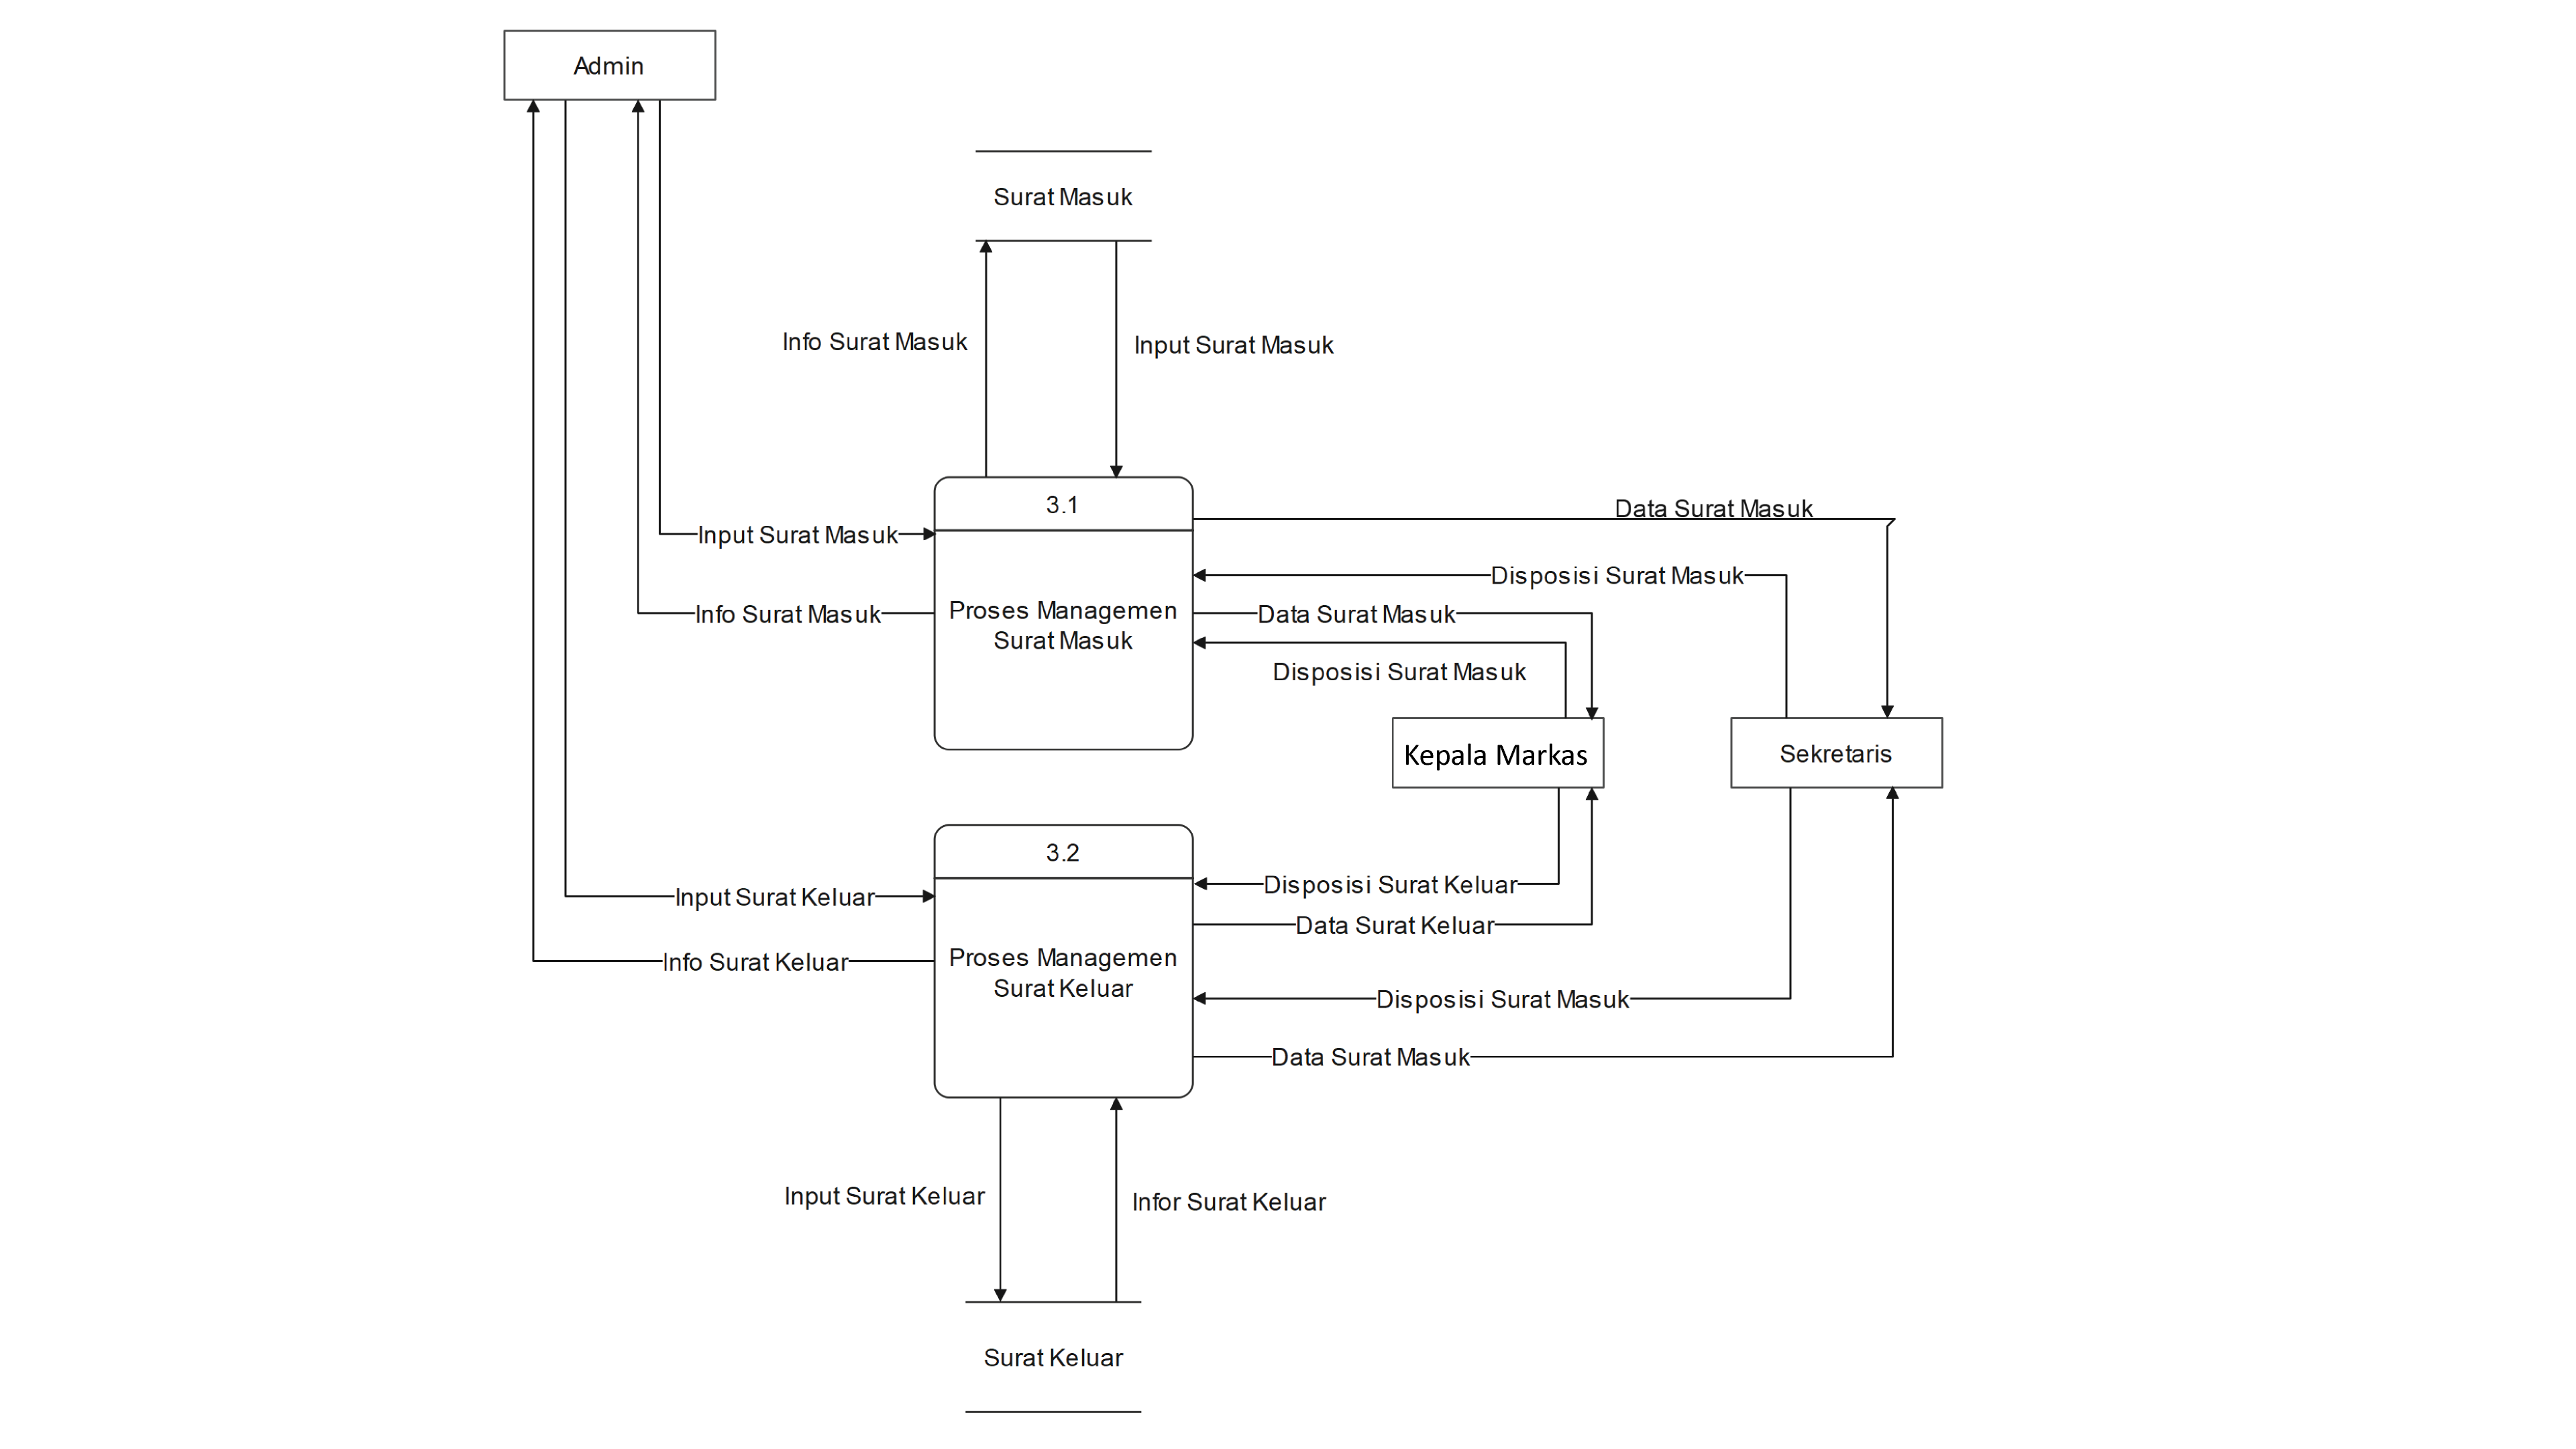 Admin
Surat Masuk
Info Surat Masuk
Input Surat Masuk
3.1
Data Surat Masuk
Input Surat Masuk
Disposisi Surat Masuk
Proses Managemen
Surat Masuk
Info Surat Masuk
Data Surat Masuk
Disposisi Surat Masuk
Kepala Markas
Sekretaris
3.2
Disposisi Surat Keluar
Input Surat Keluar
Data Surat Keluar
Proses Managemen
Surat Keluar
Info Surat Keluar
Disposisi Surat Masuk
Data Surat Masuk
Input Surat Keluar
Infor Surat Keluar
Surat Keluar